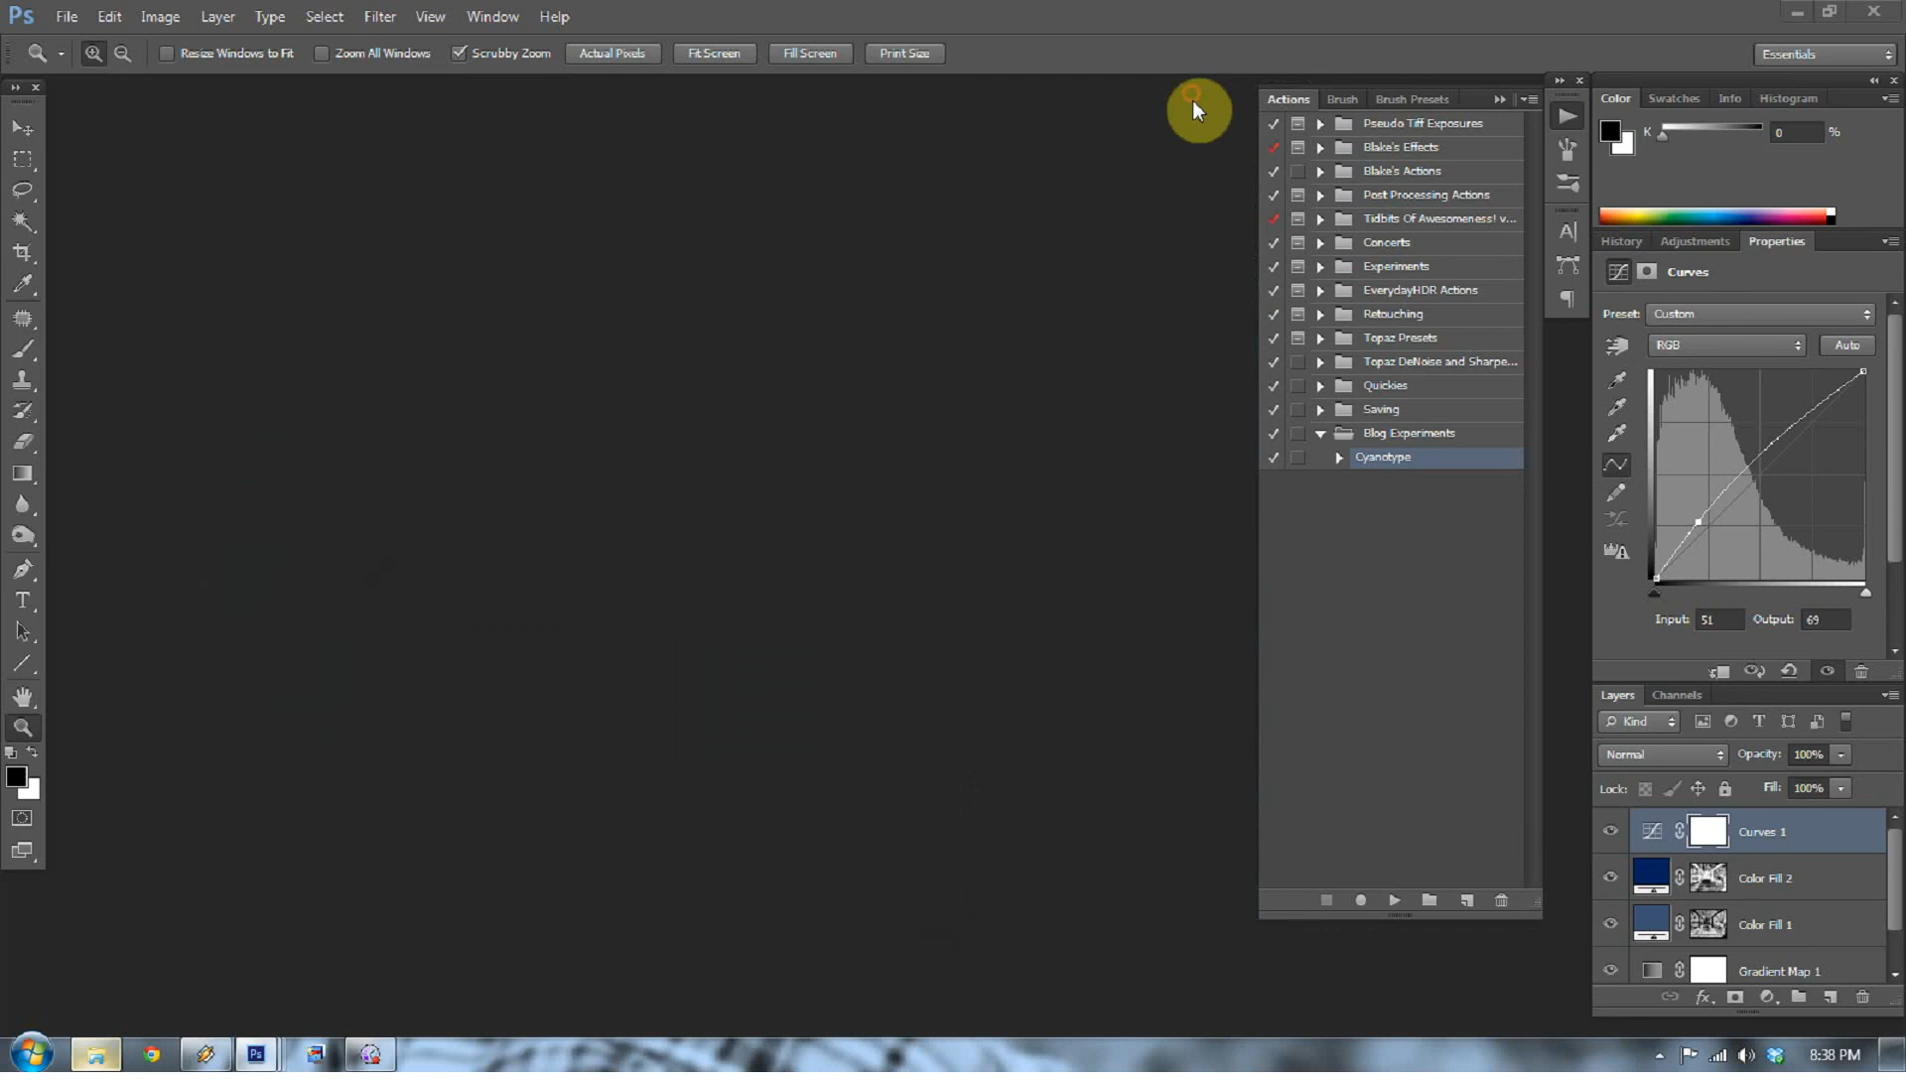 Ps File Edit Image Layer Type Select Filter View Window Help
Resize Windows to Fit Zoom All Windows Scrubby Zoom Actual Pixels Fit Screen Fill Screen Print Size Essentials
Actions Brush Brush Presets
Pseudo Tiff Exposures
Blake's Effects
Blake's Actions
Post Processing Actions
Tidbits Of Awesomeness! v...
Concerts
Experiments
EverydayHDR Actions
Retouching
Topaz Presets
Topaz DeNoise and Sharpe...
Quickies
Saving
Blog Experiments
Cyanotype
Color Swatches Info Histogram
K 0 %
History Adjustments Properties
Curves
Preset: Custom
RGB Auto
Input: 51 Output: 69
Layers Channels
Kind
Normal Opacity: 100%
Lock: Fill: 100%
Curves 1
Color Fill 2
Color Fill 1
Gradient Map 1
fx
Ps 8:38 PM